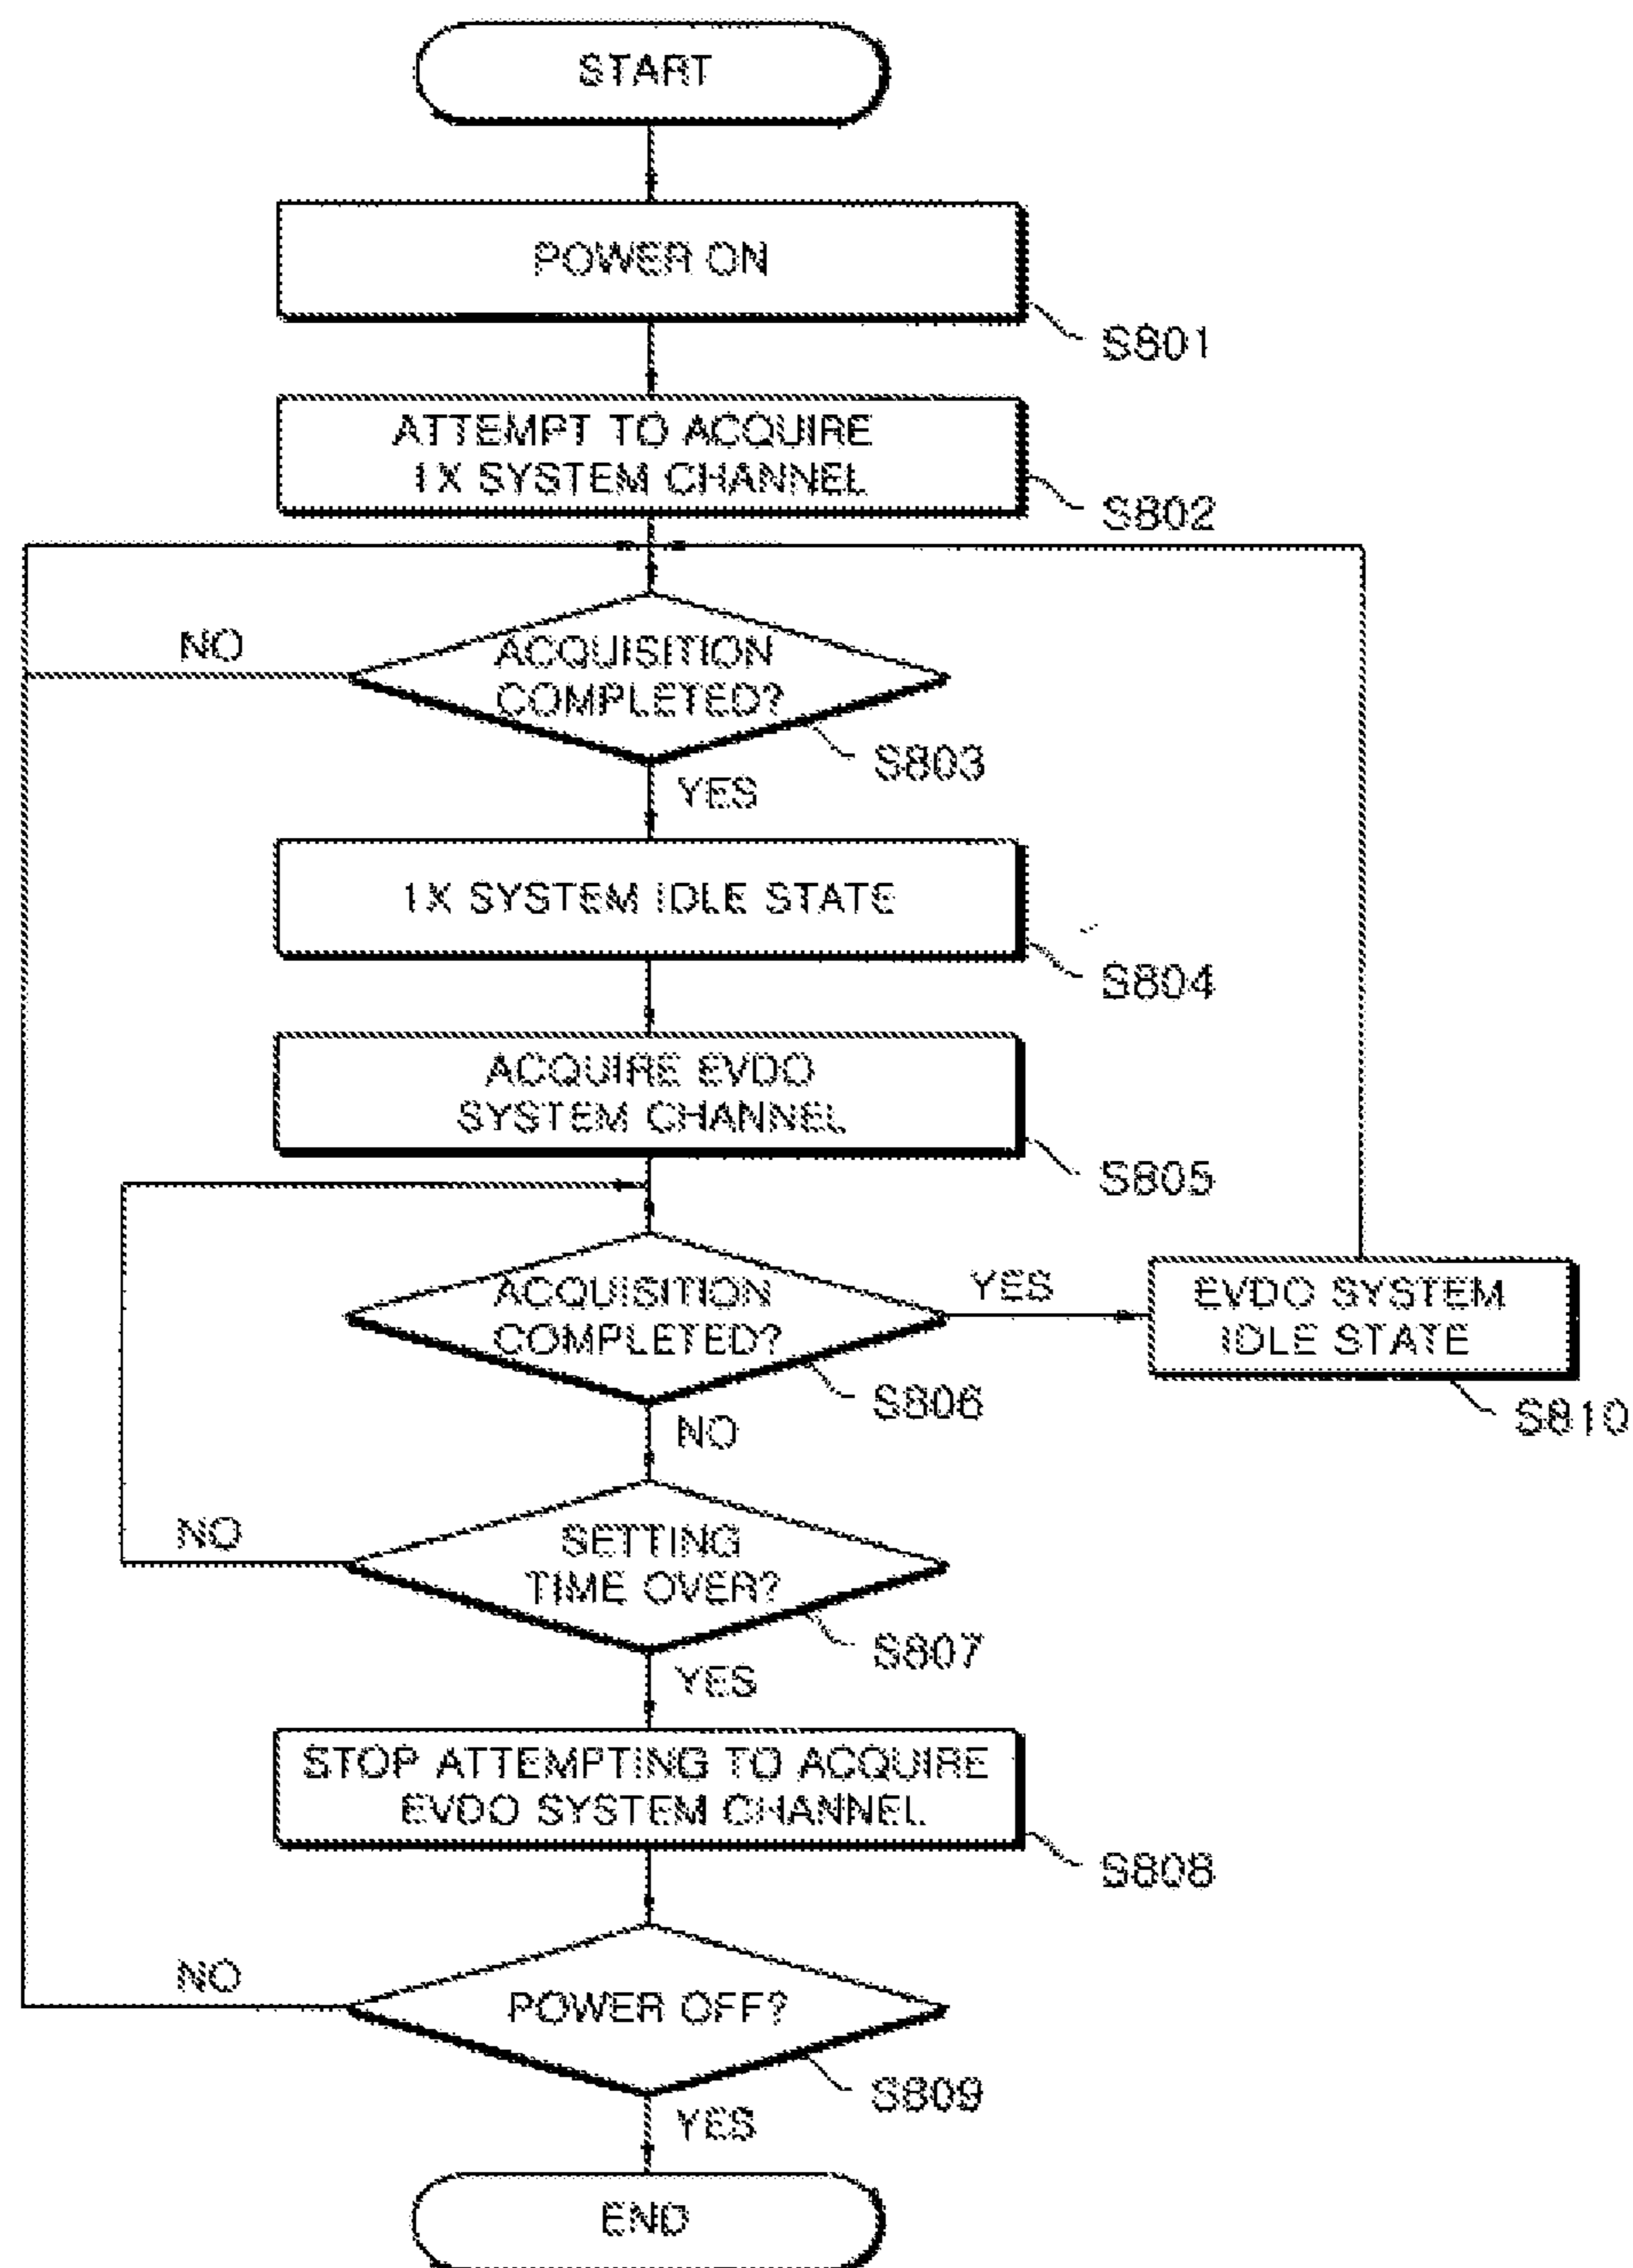 START
POWER ON
S801
ATTEMPT TO ACQUIRE
1X SYSTEM CHANNEL
S802
NO
ACQUISITION
COMPLETED?
S803
YES
1X SYSTEM IDLE STATE
S804
ACQUIRE EVDO
SYSTEM CHANNEL
S805
ACQUISITION
COMPLETED?
YES
EVDO SYSTEM
IDLE STATE
S806
S810
NO
NO
SETTING
TIME OVER?
S807
YES
STOP ATTEMPTING TO ACQUIRE
EVDO SYSTEM CHANNEL
S808
NO
POWER OFF?
S809
YES
END